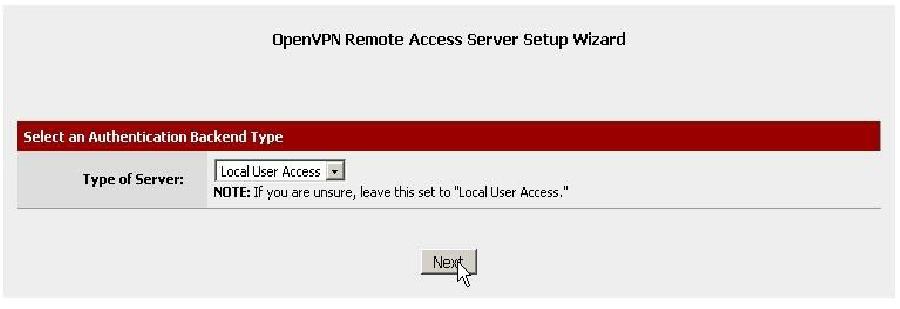 OpenVPN Remote Access Server Setup Wizard
Select an Authentication Backend Type
Type of Server: Local User Access
NOTE: If you are unsure, leave this set to "Local User Access."
Next